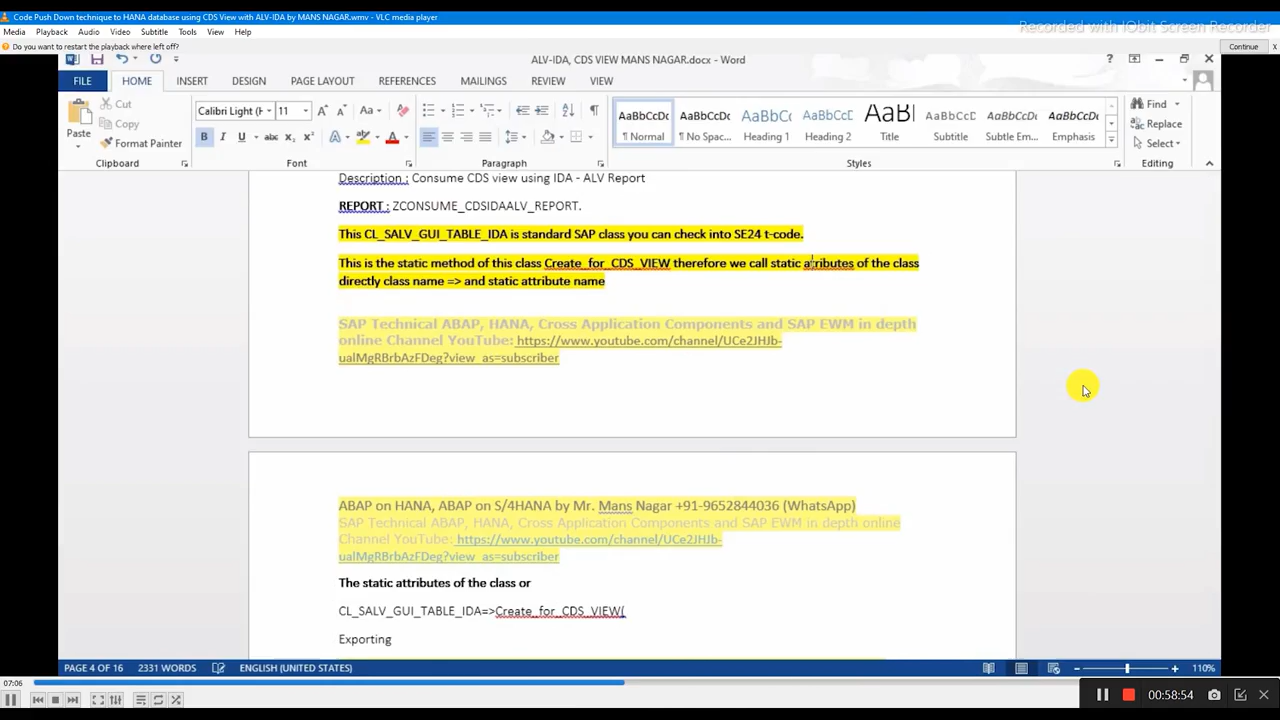 Code Push Down technique to HANA database using CDS View with ALV-IDA by MANS NAGAR.wmv - VLC media player
Recorded with IObit Screen Recorder
Media Playback Audio Video Subtitle Tools View Help
Do you want to restart the playback where left off? Continue x
ALV-IDA, CDS VIEW MANS NAGAR.docx - Word
FILE HOME INSERT DESIGN PAGE LAYOUT REFERENCES MAILINGS REVIEW VIEW
Paste
Cut
Copy
Format Painter
Clipboard
Calibri Light (H 11
B I U abc X₂ X²
Font
Paragraph
AaBbCcDc AaBbCcDc AaBbCc AaBbCcD AaBl AaBbCcD AaBbCcDc AaBbCcDc
¶ Normal ¶ No Spac... Heading 1 Heading 2 Title Subtitle Subtle Em... Emphasis
Styles
Find
Replace
Select
Editing
Description : Consume CDS view using IDA - ALV Report
REPORT : ZCONSUME_CDSIDAALV_REPORT.
This CL_SALV_GUI_TABLE_IDA is standard SAP class you can check into SE24 t-code.
This is the static method of this class Create_for_CDS_VIEW therefore we call static atributes of the class
directly class name => and static attribute name
SAP Technical ABAP, HANA, Cross Application Components and SAP EWM in depth
online Channel YouTube: https://www.youtube.com/channel/UCe2JHJb-
ualMgRBrbAzFDeg?view_as=subscriber
ABAP on HANA, ABAP on S/4HANA by Mr. Mans Nagar +91-9652844036 (WhatsApp)
SAP Technical ABAP, HANA, Cross Application Components and SAP EWM in depth online
Channel YouTube: https://www.youtube.com/channel/UCe2JHJb-
ualMgRBrbAzFDeg?view_as=subscriber
The static attributes of the class or
CL_SALV_GUI_TABLE_IDA=>Create_for_CDS_VIEW(
Exporting
PAGE 4 OF 16 2331 WORDS ENGLISH (UNITED STATES) 110%
07:06
00:58:54